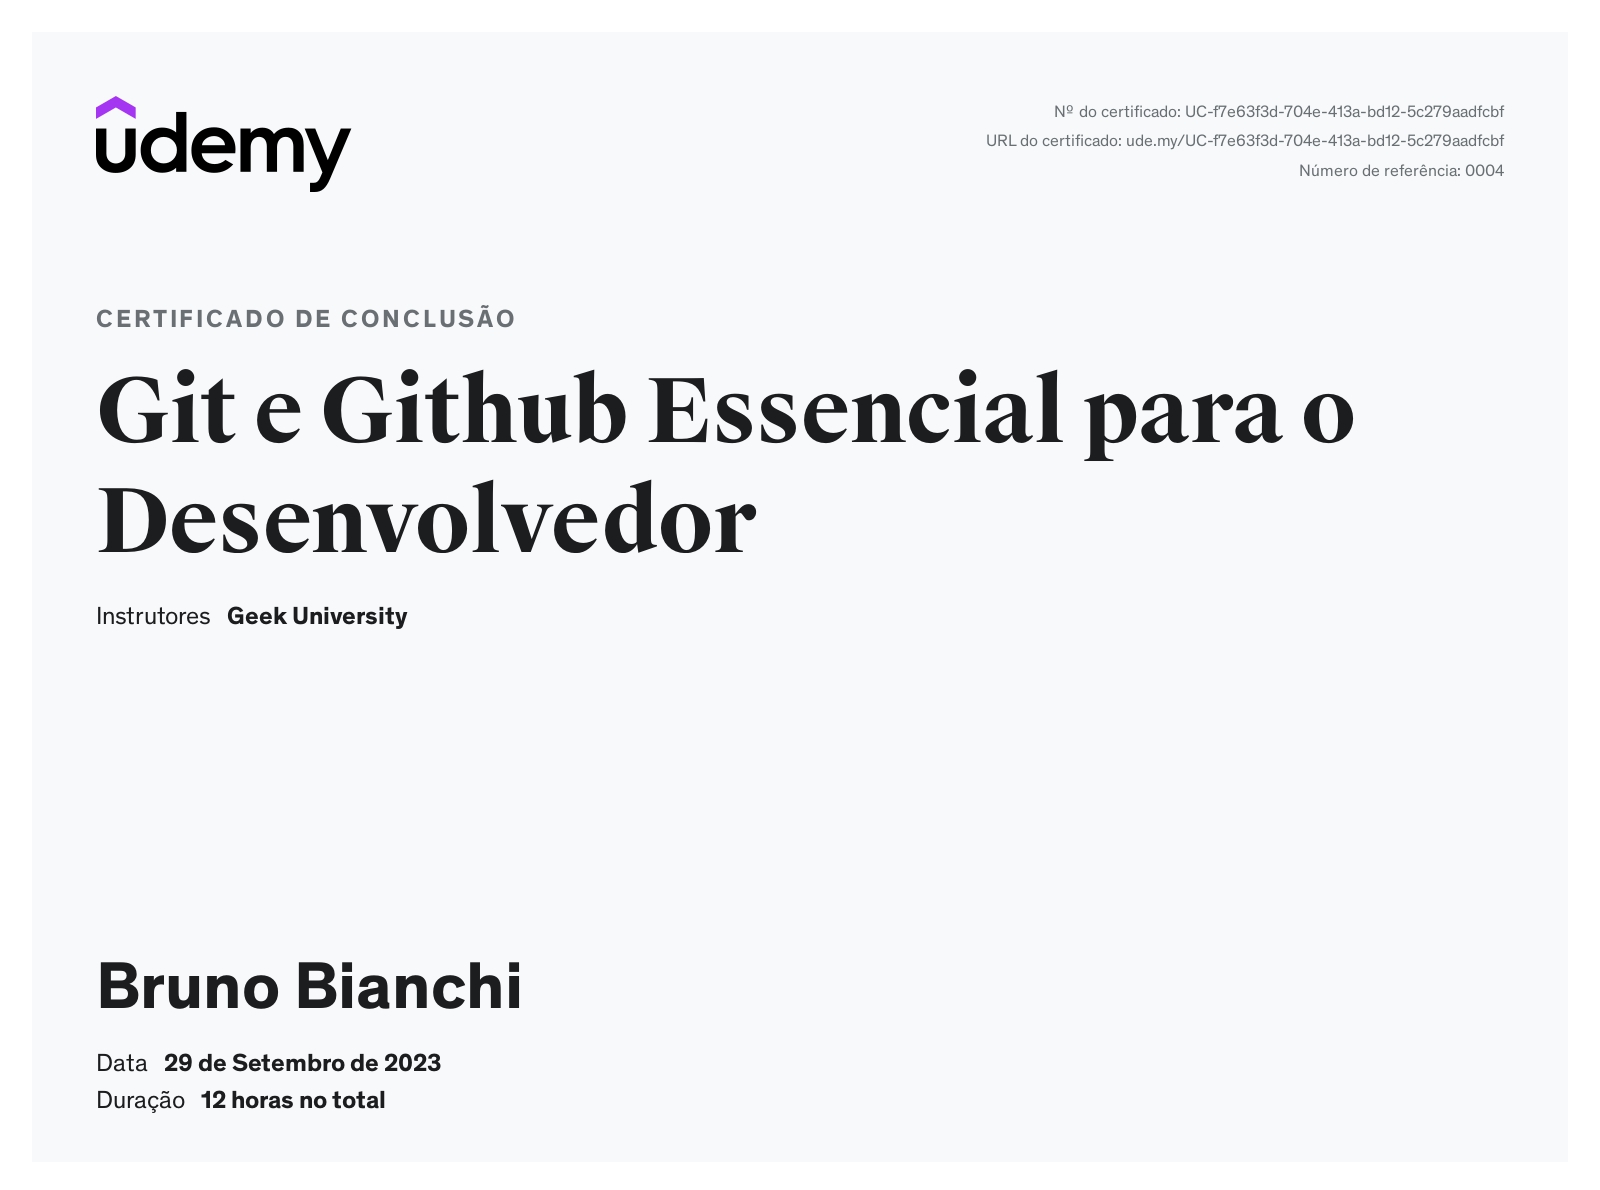 udemy
Nº do certificado: UC-f7e63f3d-704e-413a-bd12-5c279aadfcbf
URL do certificado: ude.my/UC-f7e63f3d-704e-413a-bd12-5c279aadfcbf
Número de referência: 0004
CERTIFICADO DE CONCLUSÃO
Git e Github Essencial para o
Desenvolvedor
Instrutores Geek University
Bruno Bianchi
Data 29 de Setembro de 2023
Duração 12 horas no total